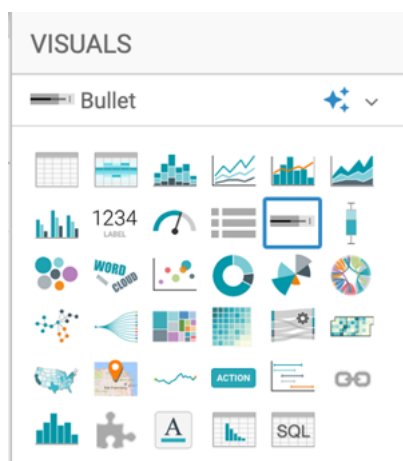 VISUALS
Bullet
1234
LABEL
WORD
CLOUD
ACTION
A
SQL